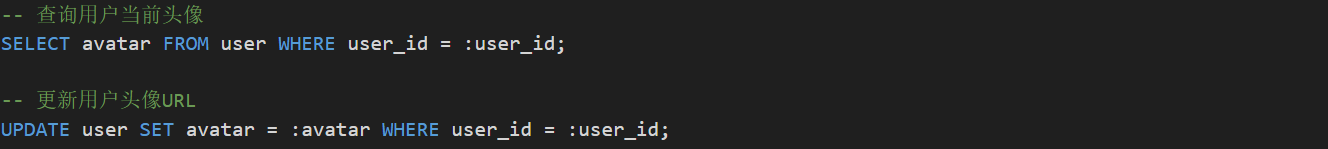 -- 查询用户当前头像
SELECT avatar FROM user WHERE user_id = :user_id;
-- 更新用户头像URL
UPDATE user SET avatar = :avatar WHERE user_id = :user_id;